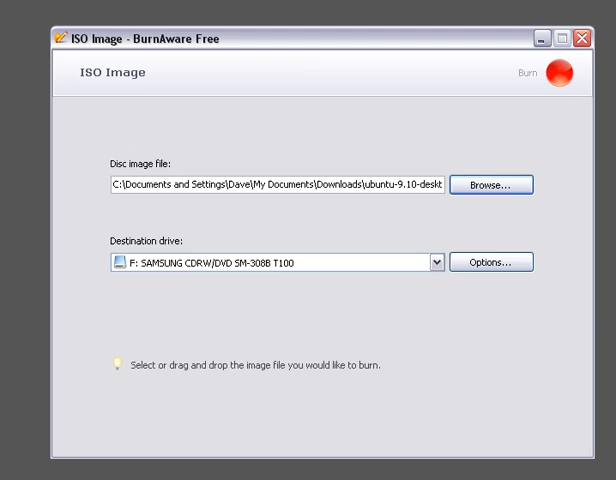 ISO Image - BurnAware Free
ISO Image
Burn
Disc image file:
C:\Documents and Settings\Dave\My Documents\Downloads\ubuntu-9.10-deskt
Browse...
Destination drive:
F: SAMSUNG CDRW/DVD SM-308B T100
Options...
Select or drag and drop the image file you would like to burn.